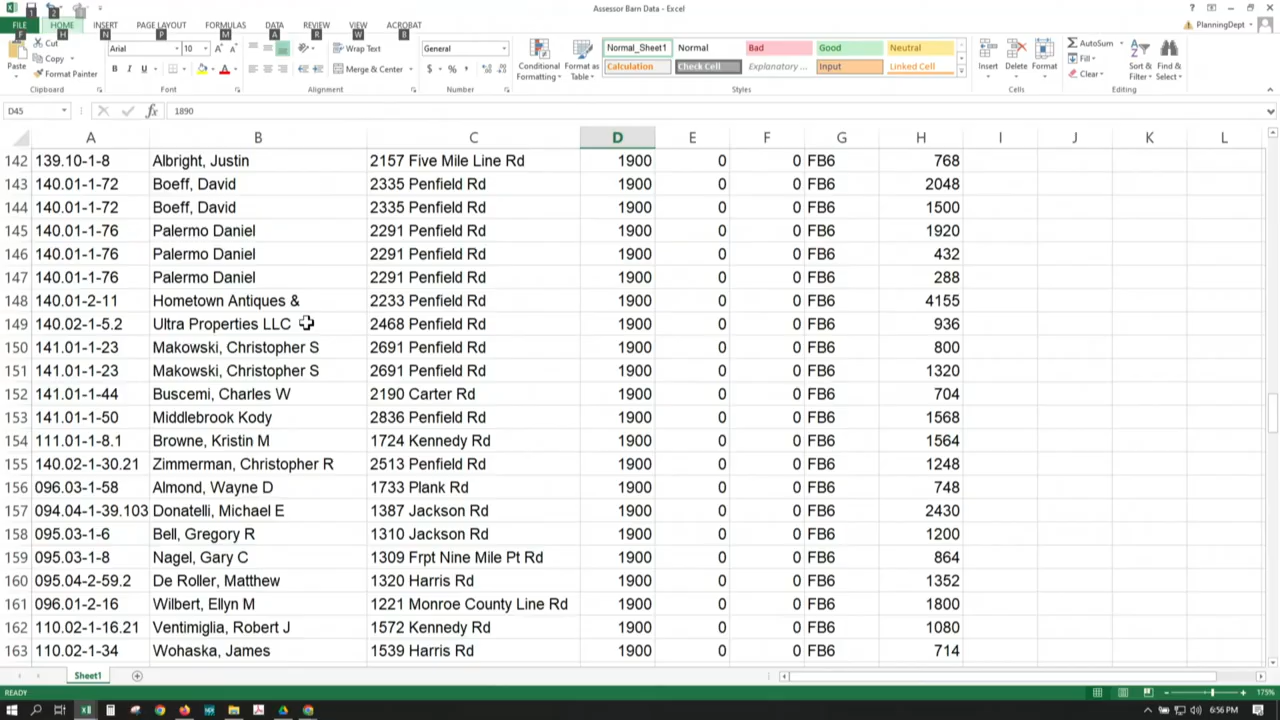 Assessor Barn Data - Excel
FILE HOME INSERT PAGE LAYOUT FORMULAS DATA REVIEW VIEW ACROBAT PlanningDept
F H N P M A R W B
Cut
Copy
Format Painter
Paste
Arial 10
Wrap Text
Merge & Center
General
Conditional Formatting
Format as Table
Normal_Sheet1 Normal Bad Good Neutral
Calculation Check Cell Explanatory ... Input Linked Cell
Insert Delete Format
AutoSum
Fill
Clear
Sort & Filter
Find & Select
Clipboard Font Alignment Number Styles Cells Editing
D45 fx 1890
A B C D E F G H I J K L
142 139.10-1-8 Albright, Justin 2157 Five Mile Line Rd 1900 0 0 FB6 768
143 140.01-1-72 Boeff, David 2335 Penfield Rd 1900 0 0 FB6 2048
144 140.01-1-72 Boeff, David 2335 Penfield Rd 1900 0 0 FB6 1500
145 140.01-1-76 Palermo Daniel 2291 Penfield Rd 1900 0 0 FB6 1920
146 140.01-1-76 Palermo Daniel 2291 Penfield Rd 1900 0 0 FB6 432
147 140.01-1-76 Palermo Daniel 2291 Penfield Rd 1900 0 0 FB6 288
148 140.01-2-11 Hometown Antiques & 2233 Penfield Rd 1900 0 0 FB6 4155
149 140.02-1-5.2 Ultra Properties LLC 2468 Penfield Rd 1900 0 0 FB6 936
150 141.01-1-23 Makowski, Christopher S 2691 Penfield Rd 1900 0 0 FB6 800
151 141.01-1-23 Makowski, Christopher S 2691 Penfield Rd 1900 0 0 FB6 1320
152 141.01-1-44 Buscemi, Charles W 2190 Carter Rd 1900 0 0 FB6 704
153 141.01-1-50 Middlebrook Kody 2836 Penfield Rd 1900 0 0 FB6 1568
154 111.01-1-8.1 Browne, Kristin M 1724 Kennedy Rd 1900 0 0 FB6 1564
155 140.02-1-30.21 Zimmerman, Christopher R 2513 Penfield Rd 1900 0 0 FB6 1248
156 096.03-1-58 Almond, Wayne D 1733 Plank Rd 1900 0 0 FB6 748
157 094.04-1-39.103 Donatelli, Michael E 1387 Jackson Rd 1900 0 0 FB6 2430
158 095.03-1-6 Bell, Gregory R 1310 Jackson Rd 1900 0 0 FB6 1200
159 095.03-1-8 Nagel, Gary C 1309 Frpt Nine Mile Pt Rd 1900 0 0 FB6 864
160 095.04-2-59.2 De Roller, Matthew 1320 Harris Rd 1900 0 0 FB6 1352
161 096.01-2-16 Wilbert, Ellyn M 1221 Monroe County Line Rd 1900 0 0 FB6 1800
162 110.02-1-16.21 Ventimiglia, Robert J 1572 Kennedy Rd 1900 0 0 FB6 1080
163 110.02-1-34 Wohaska, James 1539 Harris Rd 1900 0 0 FB6 714
Sheet1
READY 175%
6:56 PM